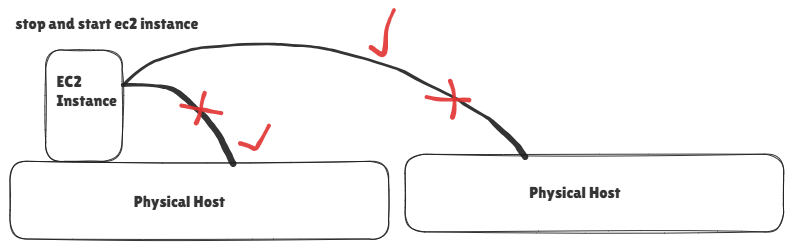 stop and start ec2 instance
EC2
Instance
Physical Host
Physical Host